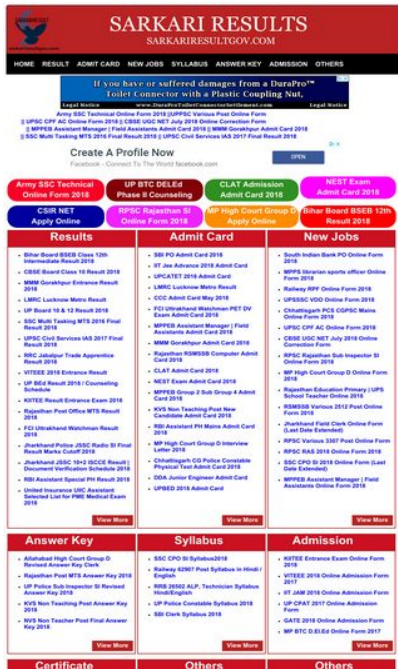 SARKARI RESULTS
SARKARIRESULTGOV.COM
HOME RESULT ADMIT CARD NEW JOBS SYLLABUS ANSWER KEY ADMISSION OTHERS
If you have or suffered damages from a DuraPro™
Toilet Connector with a Plastic Coupling Nut,
Legal Notice www.DuraProToiletConnectorSettlement.com Legal Notice
Army SSC Technical Online Form 2018 ||UPPSC Various Post Online Form
|| UPSC CPF AC Online Form 2018 || CBSE UGC NET July 2018 Online Correction Form
|| MPPEB Assistant Manager | Field Assistants Admit Card 2018 || MMM Gorakhpur Admit Card 2018
|| SSC Multi Tasking MTS 2016 Final Result 2018 || UPSC Civil Services IAS 2017 Final Result 2018
Create A Profile Now
Facebook - Connect To The World facebook.com
OPEN
Army SSC Technical
Online Form 2018
UP BTC DELEd
Phase II Counseling
CLAT Admission
Admit Card 2018
NEST Exam
Admit Card 2018
CSIR NET
Apply Online
RPSC Rajasthan SI
Online Form 2018
MP High Court Group D
Apply Online
Bihar Board BSEB 12th
Result 2018
Results
Bihar Board BSEB Class 12th
Intermediate Result 2018
CBSE Board Class 10 Result 2018
MMM Gorakhpur Entrance Result
2018
LMRC Lucknow Metro Result
UP Board 10 & 12 Result 2018
SSC Multi Tasking MTS 2016 Final
Result 2018
UPSC Civil Services IAS 2017 Final
Result 2018
RRC Jabalpur Trade Apprentice
Result 2018
VITEEE 2018 Entrance Result
UP BEd Result 2018 / Counseling
Schedule
KIITEE Result Entrance Exam 2018
Rajasthan Post Office MTS Result
2018
FCI Uttrakhand Watchman Result
2018
Jharkhand Police JSSC Radio SI Final
Result Marks Cutoff 2018
Jharkhand JSSC 10+2 ISCCE Result |
Document Verification Schedule 2018
RBI Assistant Special PH Result 2018
United Insurance UIIC Assistant
Selected List for PME Medical Exam
2018
View More
Admit Card
SBI PO Admit Card 2018
IIT Jee Advance 2018 Admit Card
UPCATET 2018 Admit Card
LMRC Lucknow Metro Result
CCC Admit Card May 2018
FCI Uttrakhand Watchman PET DV
Exam Admit Card 2018
MPPEB Assistant Manager | Field
Assistants Admit Card 2018
MMM Gorakhpur Admit Card 2018
Rajasthan RSMSSB Computer Admit
Card 2018
CLAT Admit Card 2018
NEST Exam Admit Card 2018
MPPEB Group 2 Sub Group 4 Admit
Card 2018
KVS Non Teaching Post New
Candidate Admit Card 2018
RBI Assistant PH Mains Admit Card
2018
MP High Court Group D Interview
Letter 2018
Chhattisgarh CG Police Constable
Physical Test Admit Card 2018
DDA Junior Engineer Admit Card
UPBED 2018 Admit Card
View More
New Jobs
South Indian Bank PO Online Form
2018
MPPS librarian sports officer Online
Form 2018
Railway RPF Online Form 2018
UPSSSC VDO Online Form 2018
Chhattisgarh PCS CGPSC Mains
Online Form 2018
UPSC CPF AC Online Form 2018
CBSE UGC NET July 2018 Online
Correction Form
RPSC Rajasthan Sub Inspector SI
Online Form 2018
MP High Court Group D Online Form
2018
Rajasthan Education Primary | UPS
School Teacher Online 2018
RSMSSB Various 2512 Post Online
Form 2018
Jharkhand Field Clerk Online Form
(Last Date Extended)
RPSC Various 3307 Post Online Form
RPSC RAS 2018 Online Form
SSC CPO SI 2018 Online Form (Last
Date Extended)
MPPEB Assistant Manager | Field
Assistants Online Form 2018
View More
Answer Key
Allahabad High Court Group D
Revised Answer Key Clerk
Rajasthan Post MTS Answer Key 2018
UP Police Sub Inspector SI Revised
Answer Key 2018
KVS Non Teaching Post Answer Key
2018
NVS Non Teacher Post Final Answer
Key 2018
View More
Syllabus
SSC CPO SI Syllabus2018
Railway 62907 Post Syllabus in Hindi /
English
RRB 26502 ALP, Technician Syllabus
Hindi/English
UP Police Constable Syllabus 2018
SBI Clerk Syllabus 2018
View More
Admission
KIITEE Entrance Exam Online Form
2018
VITEEE 2018 Online Admission Form
2017
IIT JAM 2018 Online Admission Form
UP CPAT 2017 Online Admission
Form
GATE 2018 Online Admission Form
MP BTC D.El.Ed Online Form 2017
View More
Certificate
Others
Others